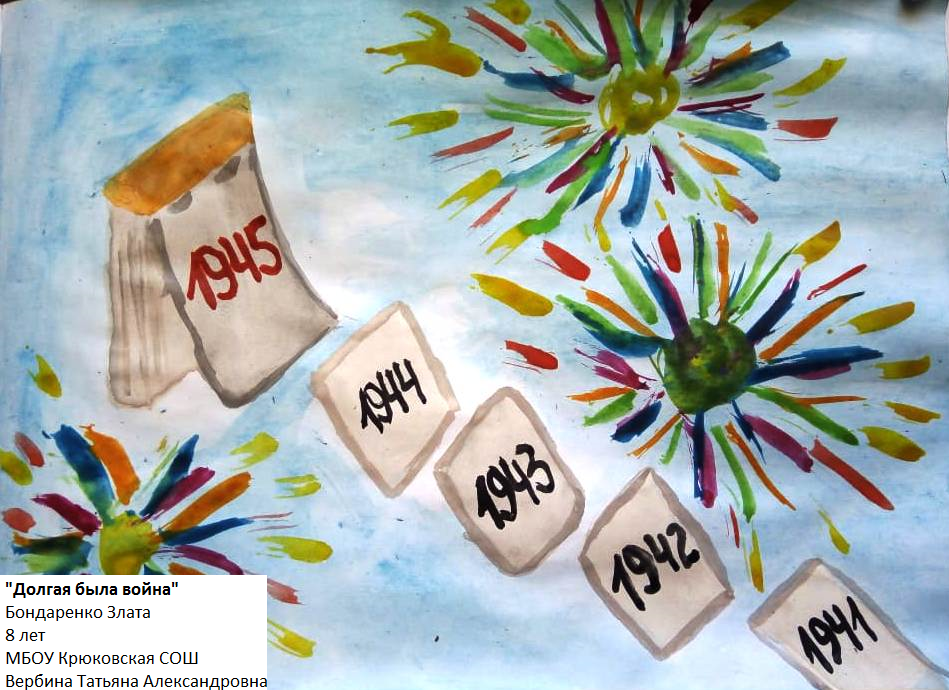 1945
1944
1943
1942
1941
"Долгая была война"
Бондаренко Злата
8 лет
МБОУ Крюковская СОШ
Вербина Татьяна Александровна